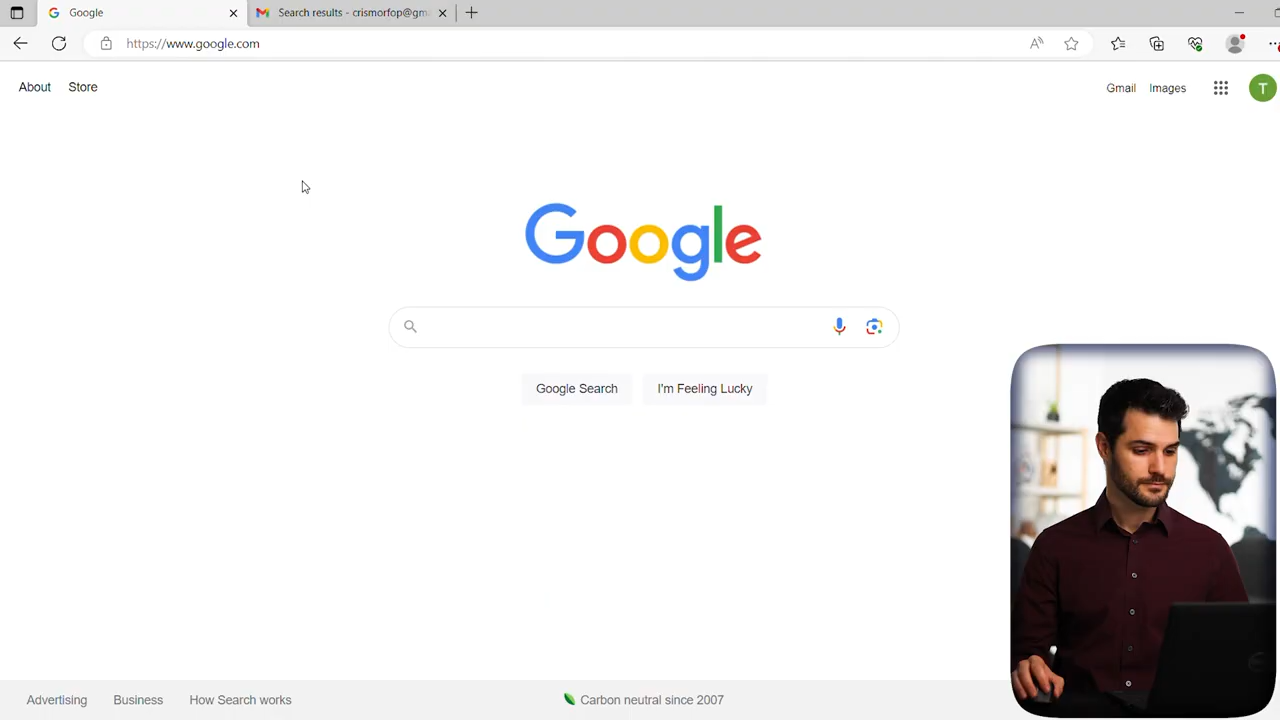 Google
Search results - crismorfop@gm
https://www.google.com
About
Store
Gmail
Images
T
Google
Google Search
I'm Feeling Lucky
Advertising
Business
How Search works
Carbon neutral since 2007